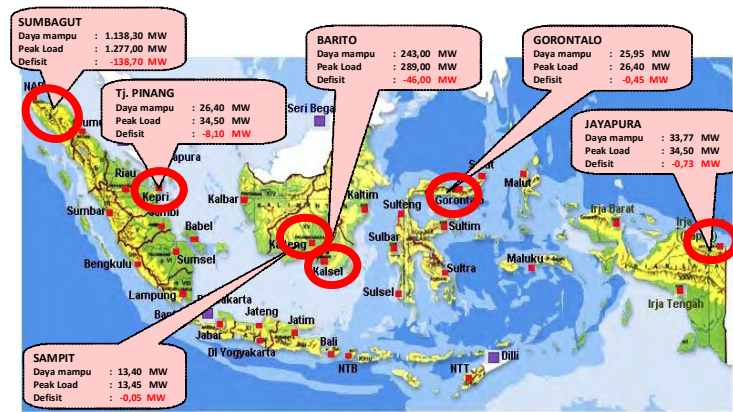 SUMBAGUT
Daya mampu : 1.138,30 MW
Peak Load : 1.277,00 MW
Defisit : -138,70 MW
BARITO
Daya mampu : 243,00 MW
Peak Load : 289,00 MW
Defisit : -46,00 MW
GORONTALO
Daya mampu : 25,95 MW
Peak Load : 26,40 MW
Defisit : -0,45 MW
Tj. PINANG
Daya mampu : 26,40 MW
Peak Load : 34,50 MW
Defisit : -8,10 MW
JAYAPURA
Daya mampu : 33,77 MW
Peak Load : 34,50 MW
Defisit : -0,73 MW
Seri Bega
Riau
Kepri
Kalbar
Kaltim
Sulteng
Gorontalo
Malut
Irja Barat
Irja
Sumbar
Babel
Sulbar
Sultim
Bengkulu
Sumsel
Kalsel
Sultra
Maluku
Lampung
Sulsel
Irja Tengah
Jateng
Jatim
Jabar
DI Yogyakarta
Bali
NTB
NTT
Dilli
SAMPIT
Daya mampu : 13,40 MW
Peak Load : 13,45 MW
Defisit : -0,05 MW